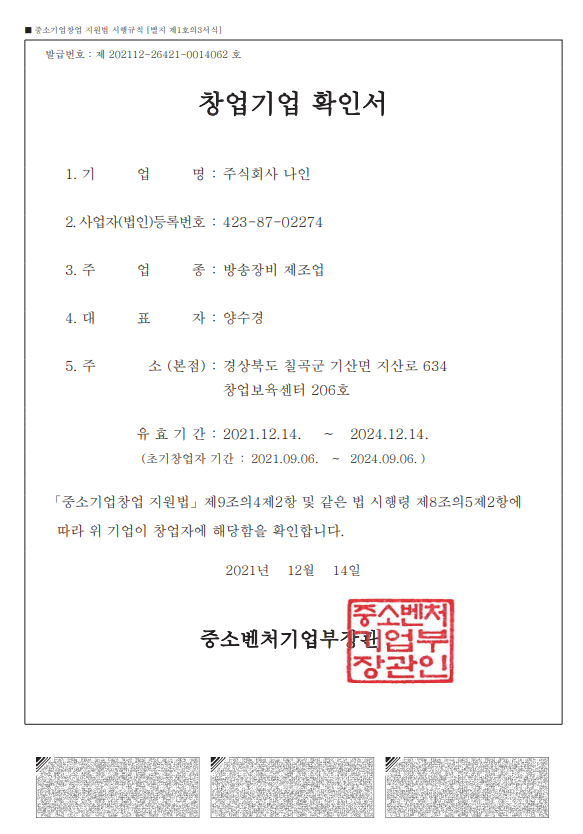 ■ 중소기업창업 지원법 시행규칙 [별지 제1호의3서식]
발급번호 : 제 202112-26421-0014062 호
창업기업 확인서
1. 기 업 명 : 주식회사 나인
2. 사업자(법인)등록번호 : 423-87-02274
3. 주 업 종 : 방송장비 제조업
4. 대 표 자 : 양수경
5. 주 소 (본점) : 경상북도 칠곡군 기산면 지산로 634
창업보육센터 206호
유 효 기 간 : 2021.12.14. ~ 2024.12.14.
(초기창업자 기간 : 2021.09.06. ~ 2024.09.06. )
「중소기업창업 지원법」제9조의4제2항 및 같은 법 시행령 제8조의5제2항에
따라 위 기업이 창업자에 해당함을 확인합니다.
2021년 12월 14일
중소벤처기업부장관
중소벤처
기업부
장관인